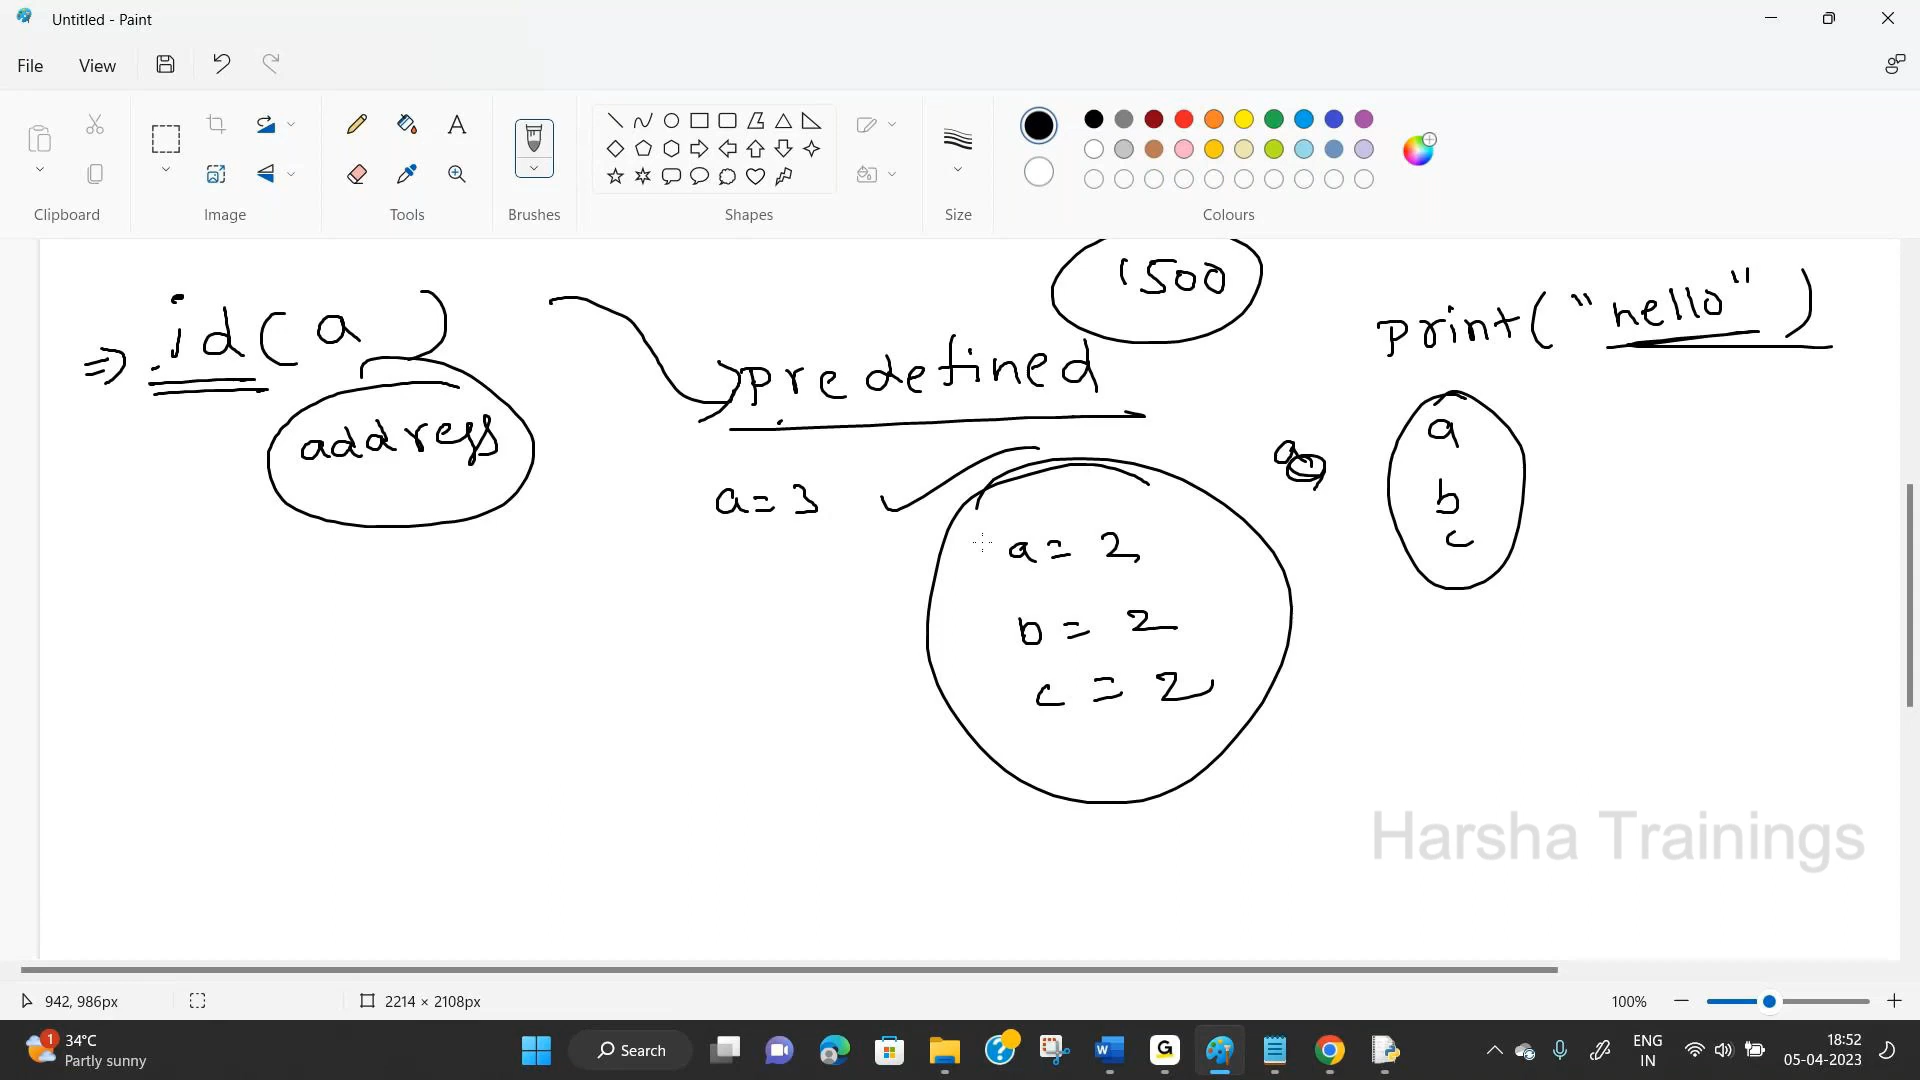 Untitled - Paint
File View
Clipboard
Image
Tools
Brushes
Shapes
Size
Colours
1500
=> id(a)
print("hello")
predefined
address
a=3
a
a
b
c
a = 2
b = 2
c = 2
Harsha Trainings
942, 986px
2214 × 2108px
100%
1
34°C
Partly sunny
Search
ENG
IN
18:52
05-04-2023